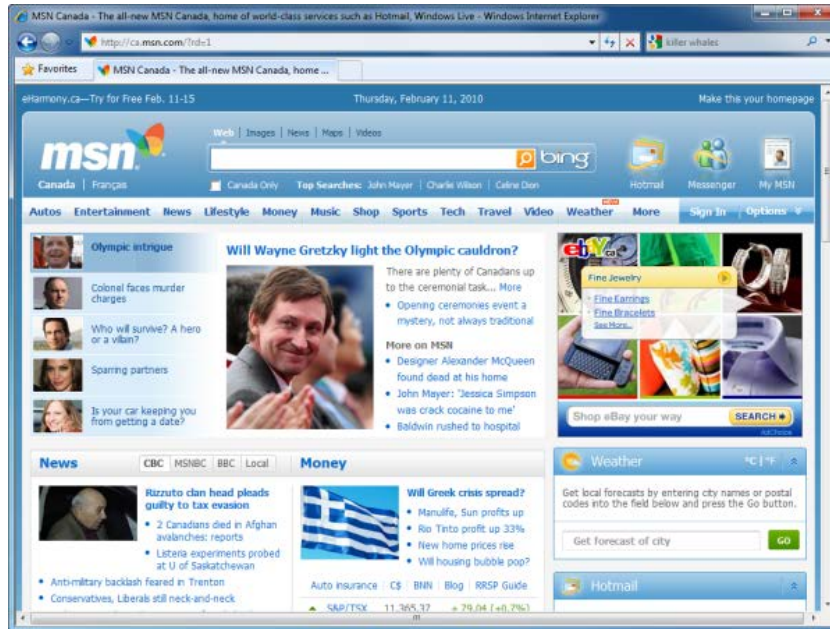 MSN Canada - The all-new MSN Canada, home of world-class services such as Hotmail, Windows Live - Windows Internet Explorer
http://ca.msn.com/?rd=1
killer whales
Favorites
MSN Canada - The all-new MSN Canada, home ...
eHarmony.ca—Try for Free Feb. 11-15
Thursday, February 11, 2010
Make this your homepage
Web | Images | News | Maps | Videos
msn
bing
Canada | Français
Canada Only
Top Searches: John Mayer | Charlie Wilson | Celine Dion
Hotmail
Messenger
My MSN
Autos Entertainment News Lifestyle Money Music Shop Sports Tech Travel Video Weather More
Sign In
Options
Olympic intrigue
Colonel faces murder
charges
Who will survive? A hero
or a villain?
Sparring partners
Is your car keeping you
from getting a date?
Will Wayne Gretzky light the Olympic cauldron?
There are plenty of Canadians up
to the ceremonial task... More
• Opening ceremonies event a
mystery, not always traditional
More on MSN
• Designer Alexander McQueen
found dead at his home
• John Mayer: 'Jessica Simpson
was crack cocaine to me'
• Baldwin rushed to hospital
ebY.ca
Fine Jewelry
Fine Earrings
Fine Bracelets
See More...
Shop eBay your way
SEARCH
AdChoice
News
CBC MSNBC BBC Local
Rizzuto clan head pleads
guilty to tax evasion
• 2 Canadians died in Afghan
avalanches: reports
• Listeria experiments probed
at U of Saskatchewan
• Anti-military backlash feared in Trenton
• Conservatives, Liberals still neck-and-neck
Money
Will Greek crisis spread?
• Manulife, Sun profits up
• Rio Tinto profit up 33%
• New home prices rise
• Will housing bubble pop?
Auto insurance | C$ | BNN | Blog | RRSP Guide
S&P/TSX 11,365.37 + 79.04 (+0.7%)
Weather
°C | °F
Get local forecasts by entering city names or postal
codes into the field below and press the Go button.
Get forecast of city
GO
Hotmail